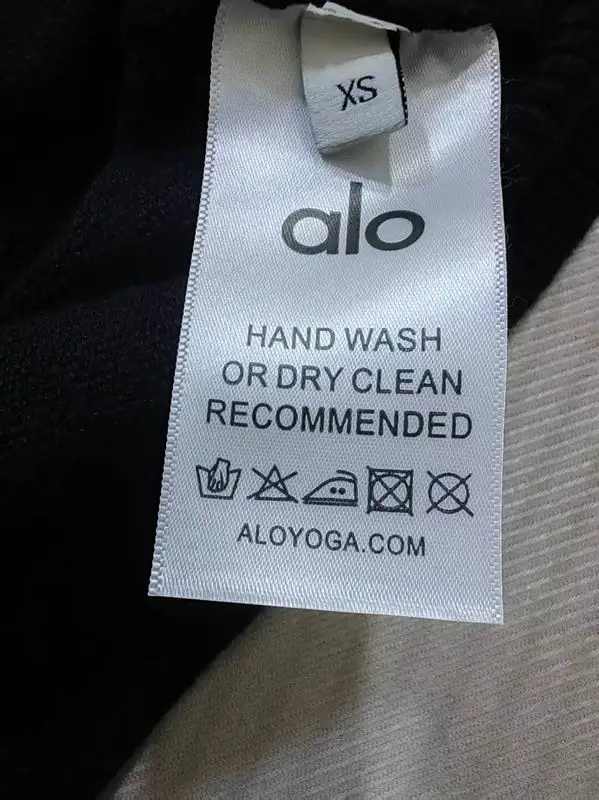 XS
alo
HAND WASH
OR DRY CLEAN
RECOMMENDED
ALOYOGA.COM